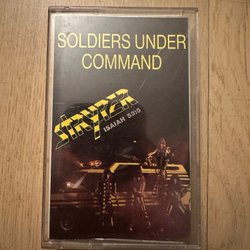 SOLDIERS UNDER
COMMAND
STRYPER
ISAIAH 53:5